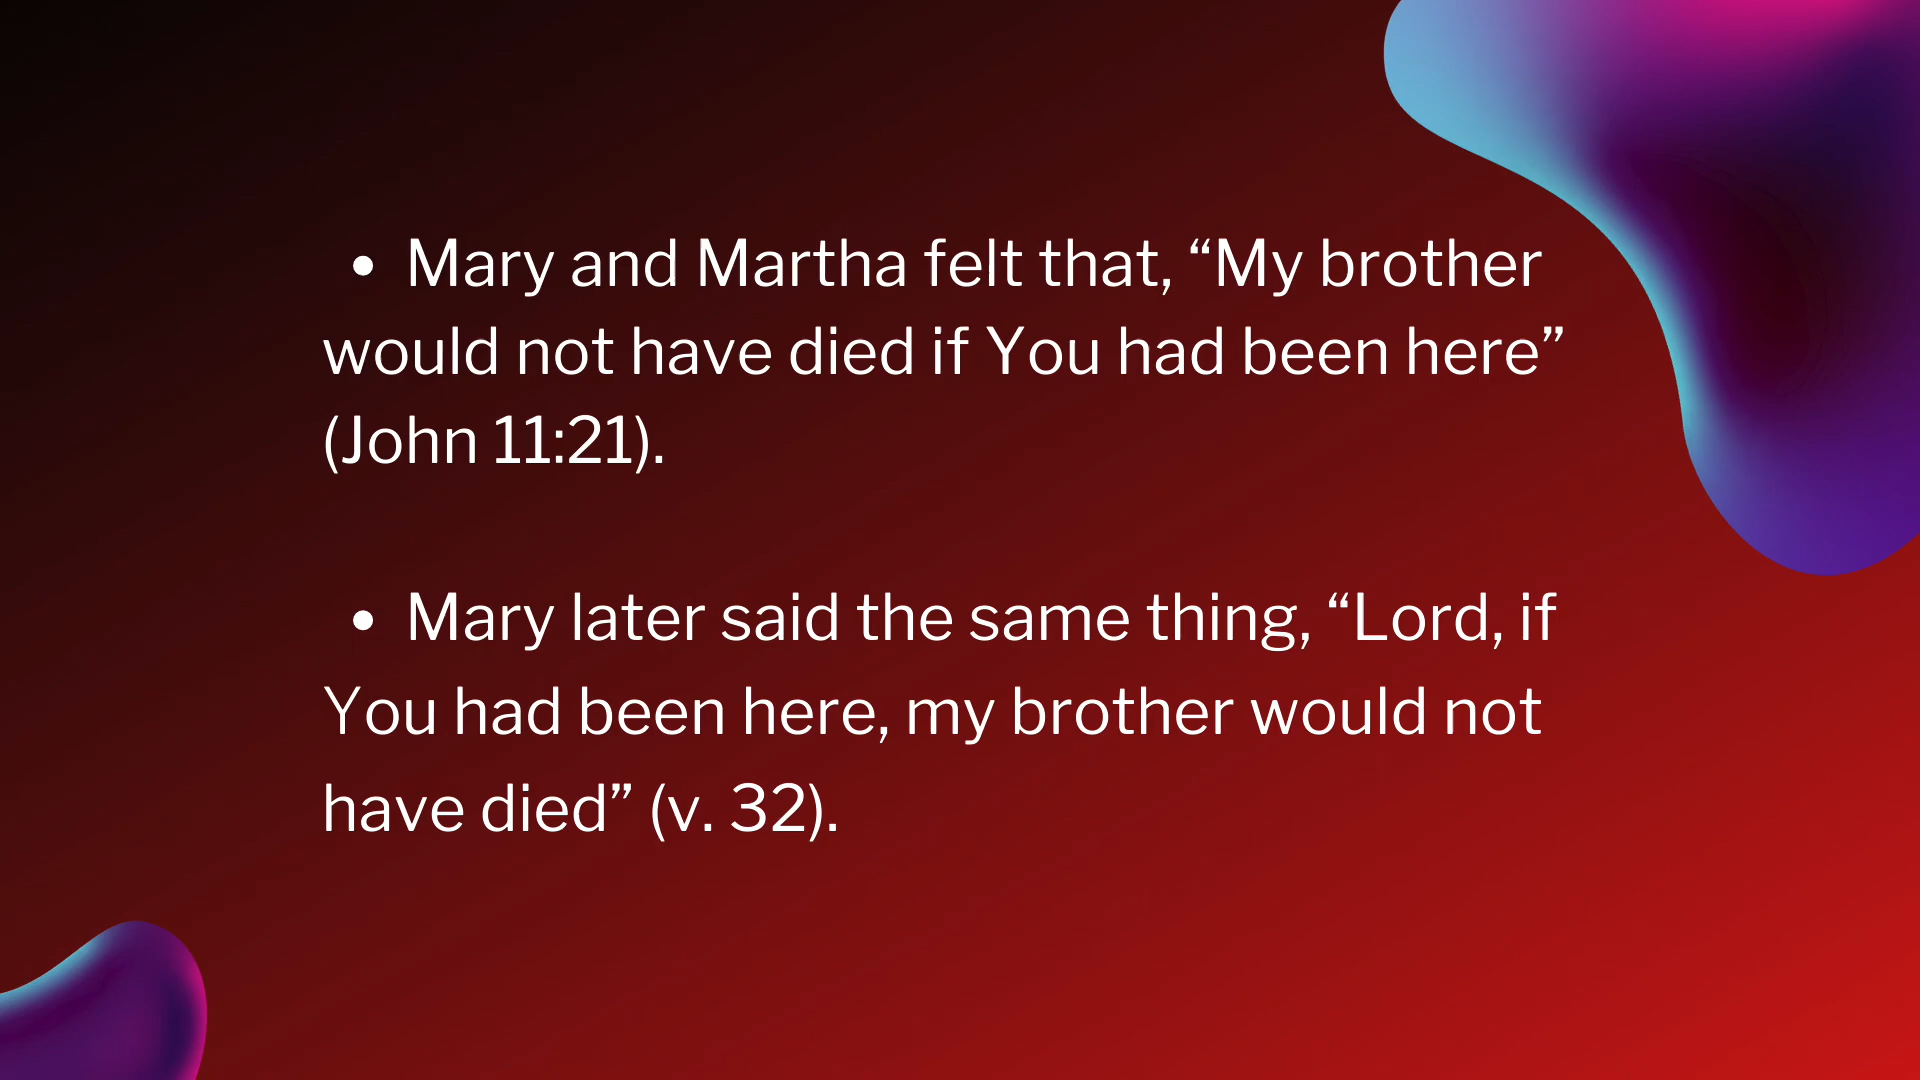 • Mary and Martha felt that, “My brother
would not have died if You had been here”
(John 11:21).
• Mary later said the same thing, “Lord, if
You had been here, my brother would not
have died” (v. 32).